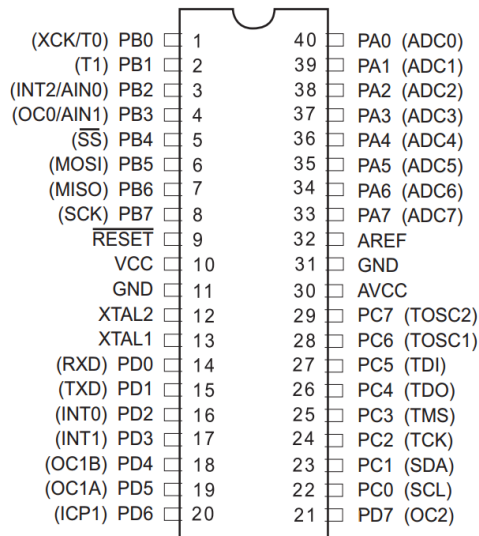 (XCK/T0) PB0 1 40 PA0 (ADC0)
(T1) PB1 2 39 PA1 (ADC1)
(INT2/AIN0) PB2 3 38 PA2 (ADC2)
(OC0/AIN1) PB3 4 37 PA3 (ADC3)
(SS) PB4 5 36 PA4 (ADC4)
(MOSI) PB5 6 35 PA5 (ADC5)
(MISO) PB6 7 34 PA6 (ADC6)
(SCK) PB7 8 33 PA7 (ADC7)
RESET 9 32 AREF
VCC 10 31 GND
GND 11 30 AVCC
XTAL2 12 29 PC7 (TOSC2)
XTAL1 13 28 PC6 (TOSC1)
(RXD) PD0 14 27 PC5 (TDI)
(TXD) PD1 15 26 PC4 (TDO)
(INT0) PD2 16 25 PC3 (TMS)
(INT1) PD3 17 24 PC2 (TCK)
(OC1B) PD4 18 23 PC1 (SDA)
(OC1A) PD5 19 22 PC0 (SCL)
(ICP1) PD6 20 21 PD7 (OC2)